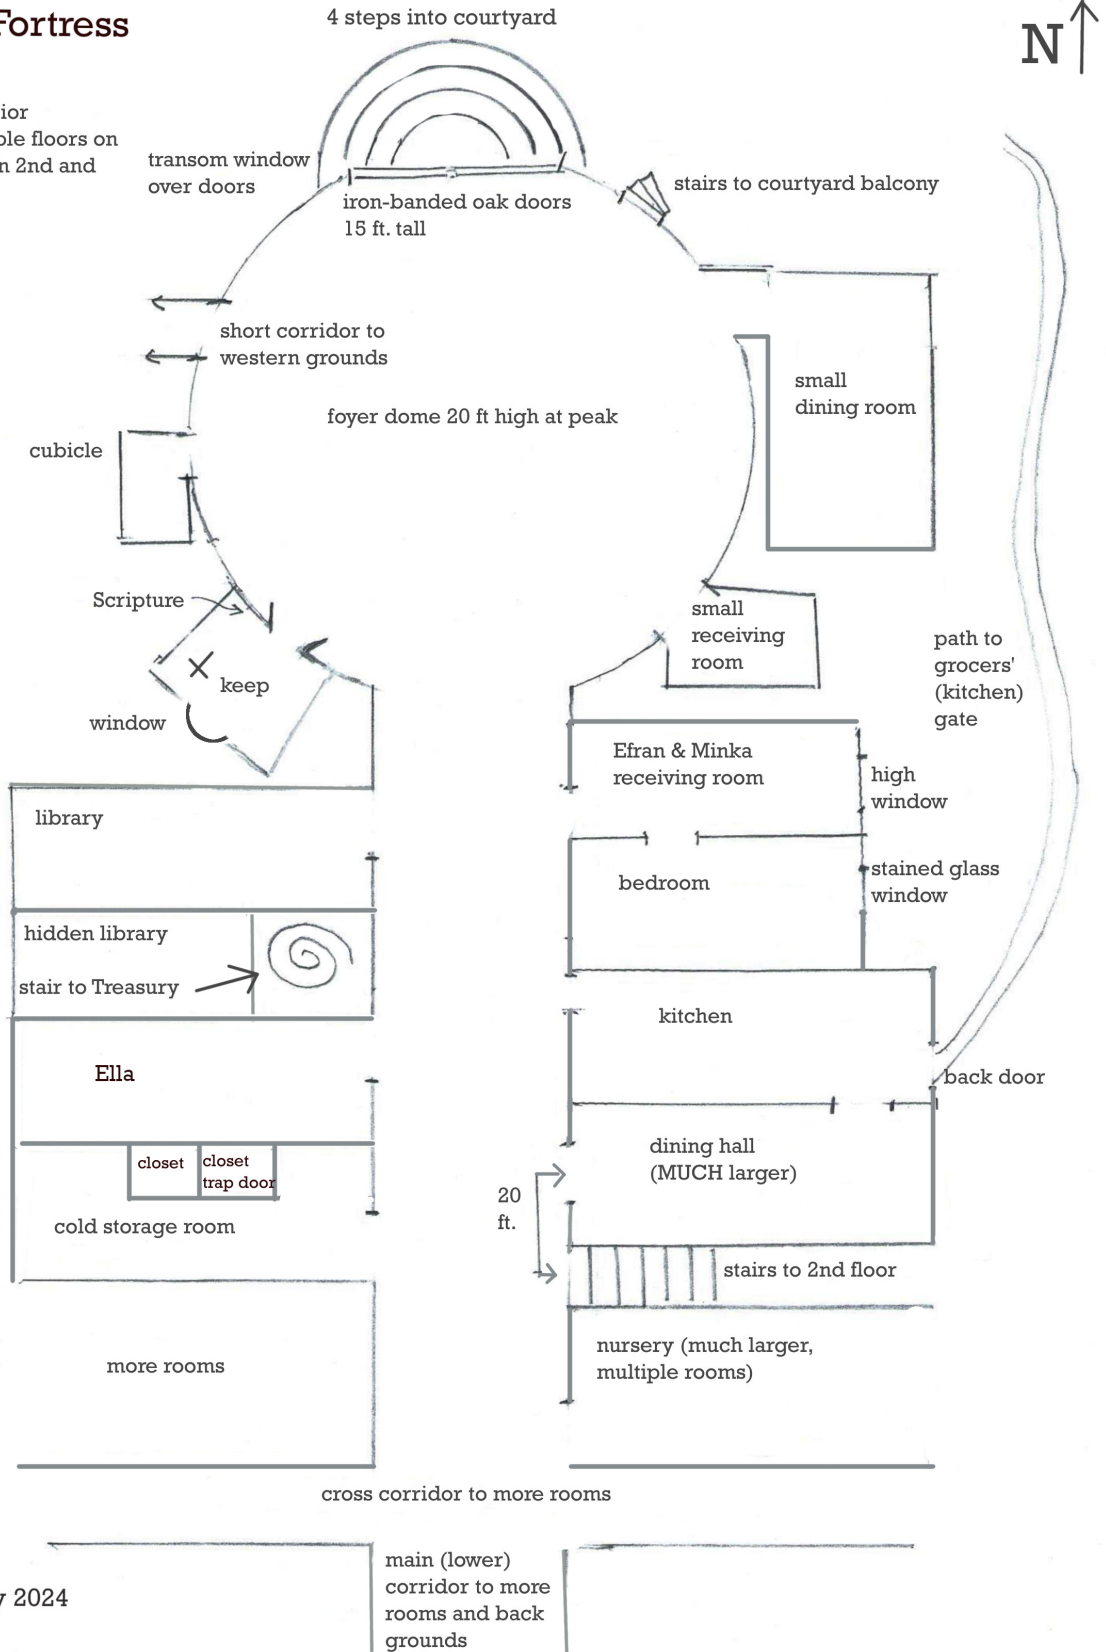 Fortress
4 steps into courtyard
N
ior
ble floors on
n 2nd and
transom window
over doors
iron-banded oak doors
15 ft. tall
stairs to courtyard balcony
short corridor to
western grounds
small
dining room
foyer dome 20 ft high at peak
cubicle
Scripture
small
receiving
room
path to
grocers'
(kitchen)
gate
keep
window
Efran & Minka
receiving room
high
window
library
bedroom
stained glass
window
hidden library
stair to Treasury
kitchen
Ella
back door
closet
closet
trap door
dining hall
(MUCH larger)
20
ft.
cold storage room
stairs to 2nd floor
more rooms
nursery (much larger,
multiple rooms)
cross corridor to more rooms
main (lower)
corridor to more
rooms and back
grounds
y 2024